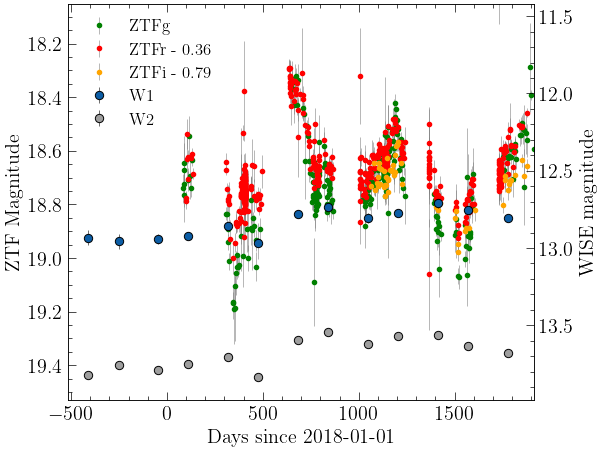 ZTFg
ZTFr - 0.36
ZTFi - 0.79
W1
W2
18.2
18.4
18.6
18.8
19.0
19.2
19.4
ZTF Magnitude
11.5
12.0
12.5
13.0
13.5
WISE magnitude
−500
0
500
1000
1500
Days since 2018-01-01